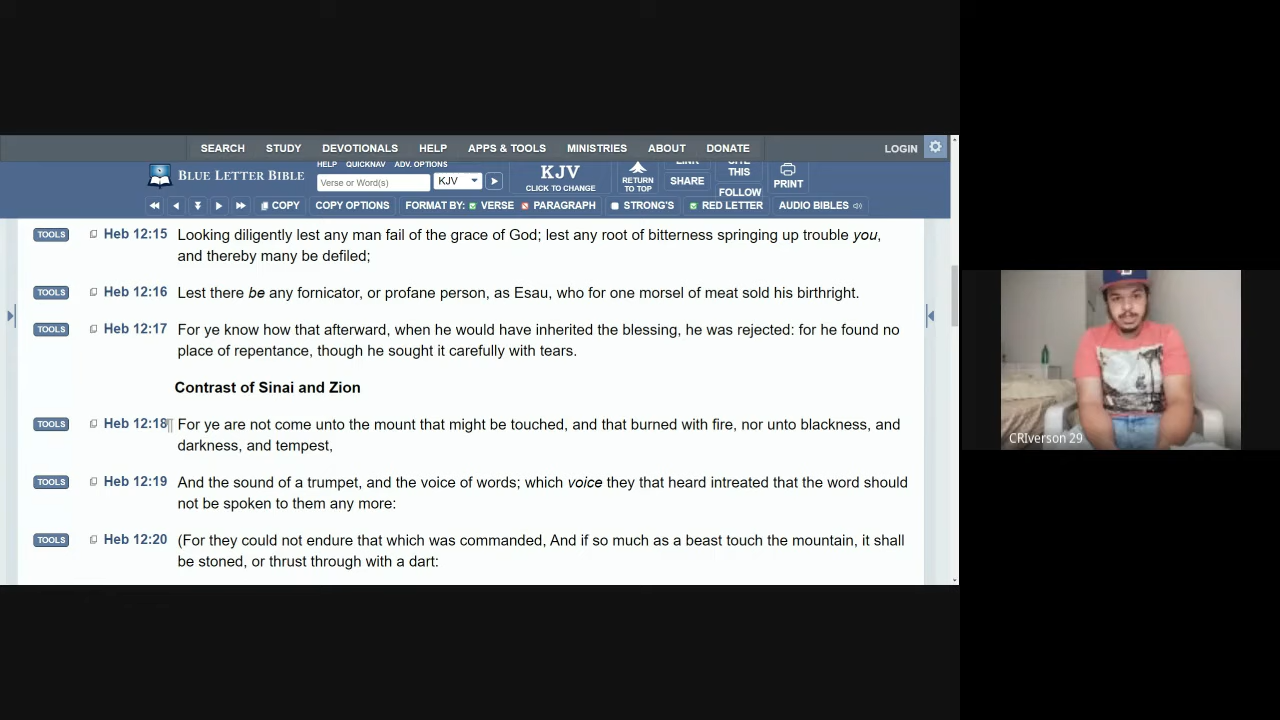 SEARCH STUDY DEVOTIONALS HELP APPS & TOOLS MINISTRIES ABOUT DONATE LOGIN
HELP QUICKNAV ADV. OPTIONS
BLUE LETTER BIBLE
Verse or Word(s) KJV
KJV
CLICK TO CHANGE
RETURN
TO TOP
LINK
SHARE
CITE
THIS
FOLLOW
PRINT
COPY COPY OPTIONS FORMAT BY: VERSE PARAGRAPH STRONG'S RED LETTER AUDIO BIBLES
TOOLS Heb 12:15 Looking diligently lest any man fail of the grace of God; lest any root of bitterness springing up trouble you,
and thereby many be defiled;
TOOLS Heb 12:16 Lest there be any fornicator, or profane person, as Esau, who for one morsel of meat sold his birthright.
TOOLS Heb 12:17 For ye know how that afterward, when he would have inherited the blessing, he was rejected: for he found no
place of repentance, though he sought it carefully with tears.
Contrast of Sinai and Zion
TOOLS Heb 12:18¶ For ye are not come unto the mount that might be touched, and that burned with fire, nor unto blackness, and
darkness, and tempest,
TOOLS Heb 12:19 And the sound of a trumpet, and the voice of words; which voice they that heard intreated that the word should
not be spoken to them any more:
TOOLS Heb 12:20 (For they could not endure that which was commanded, And if so much as a beast touch the mountain, it shall
be stoned, or thrust through with a dart:
CRIverson 29